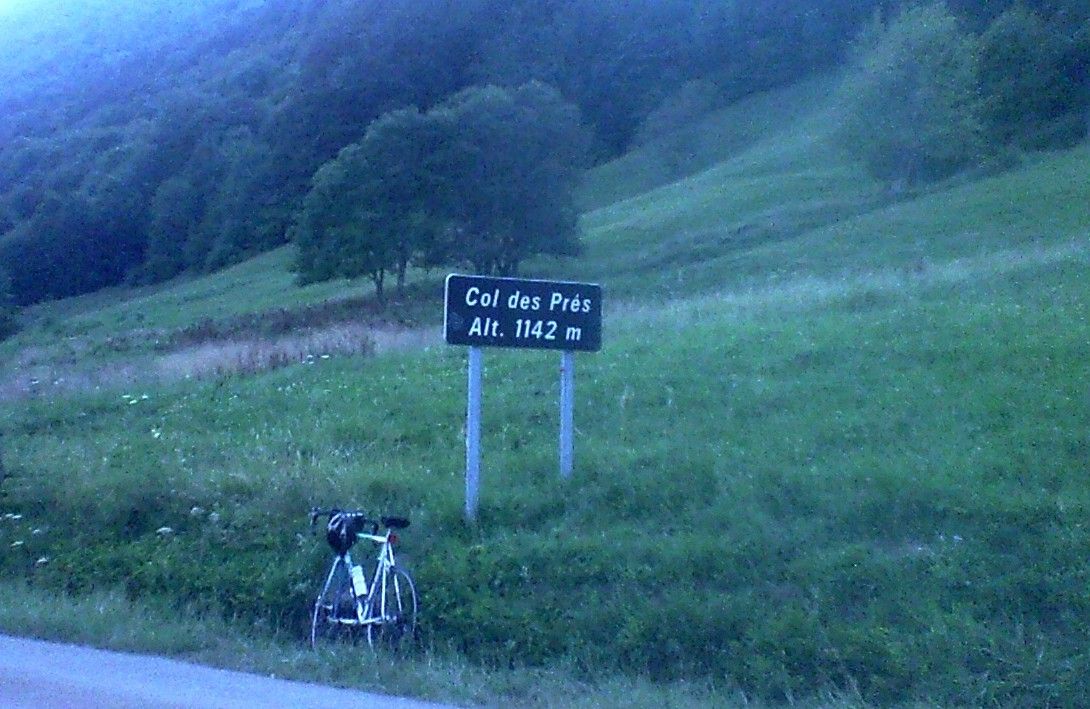 Col des Prés
Alt. 1142 m